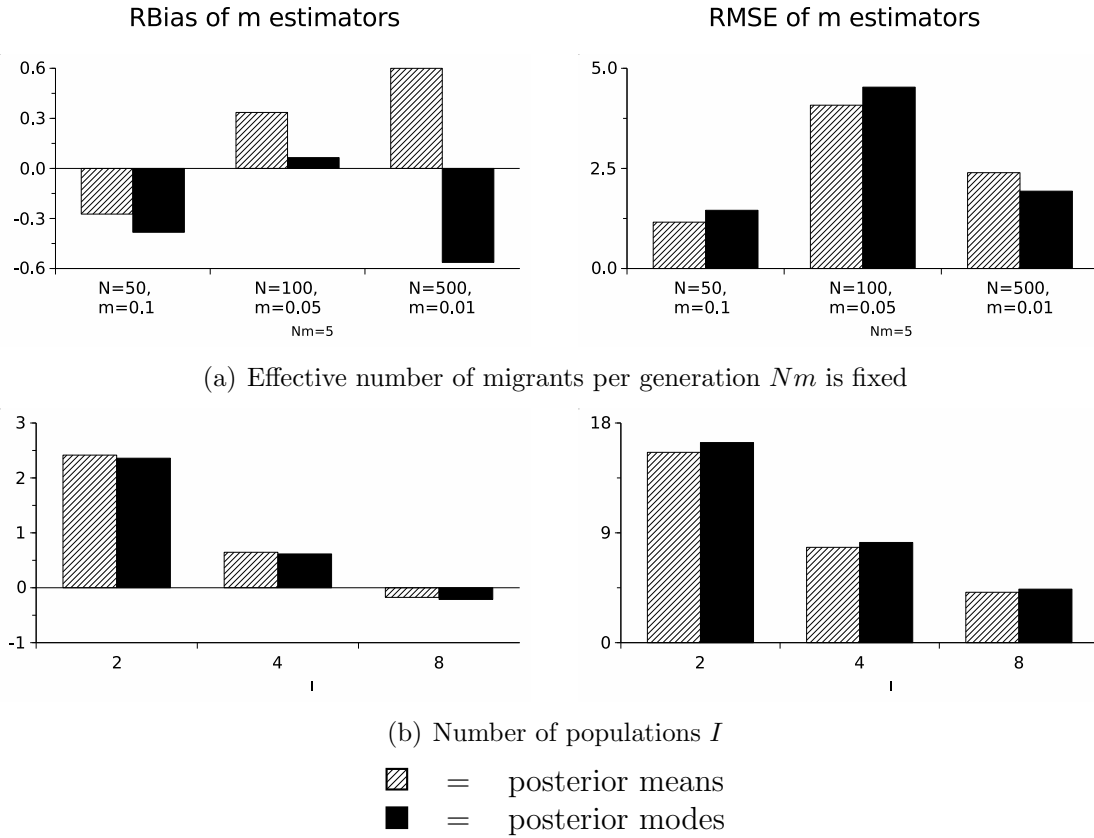 RBias of m estimators
RMSE of m estimators
0.6
0.3
0.0
-0.3
-0.6
N=50, m=0.1
N=100, m=0.05
N=500, m=0.01
Nm=5
5.0
2.5
0.0
N=50, m=0.1
N=100, m=0.05
N=500, m=0.01
Nm=5
(a) Effective number of migrants per generation Nm is fixed
3
2
1
0
-1
2 4 8
I
18
9
0
2 4 8
I
(b) Number of populations I
= posterior means
= posterior modes